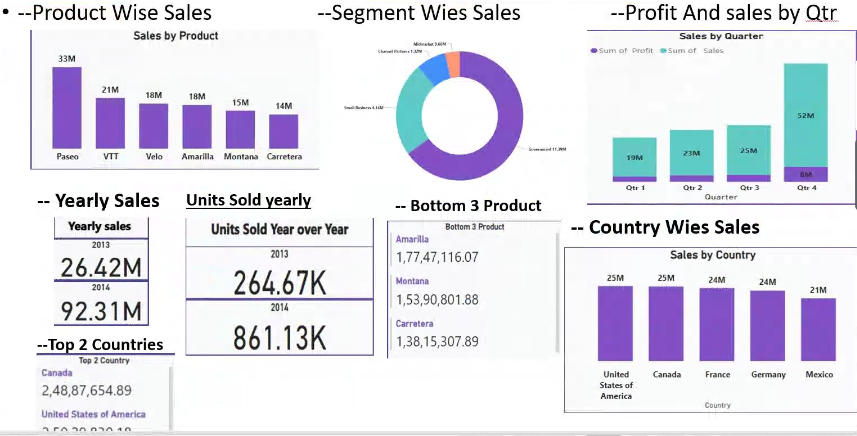 • --Product Wise Sales
--Segment Wies Sales
--Profit And sales by Qtr
Sales by Product
33M
21M
18M
18M
15M
14M
Paseo
VTT
Velo
Amarilla
Montana
Carretera
Sales by Quarter
Sum of Profit
Sum of Sales
19M
23M
25M
52M
8M
Qtr 1
Qtr 2
Qtr 3
Qtr 4
Quarter
-- Yearly Sales
Yearly sales
2013
26.42M
2014
92.31M
Units Sold yearly
Units Sold Year over Year
2013
264.67K
2014
861.13K
-- Bottom 3 Product
Bottom 3 Product
Amarilla
1,77,47,116.07
Montana
1,53,90,801.88
Carretera
1,38,15,307.89
-- Country Wies Sales
Sales by Country
25M
25M
24M
24M
21M
United
States of
America
Canada
France
Germany
Mexico
Country
--Top 2 Countries
Top 2 Country
Canada
2,48,87,654.89
United States of America